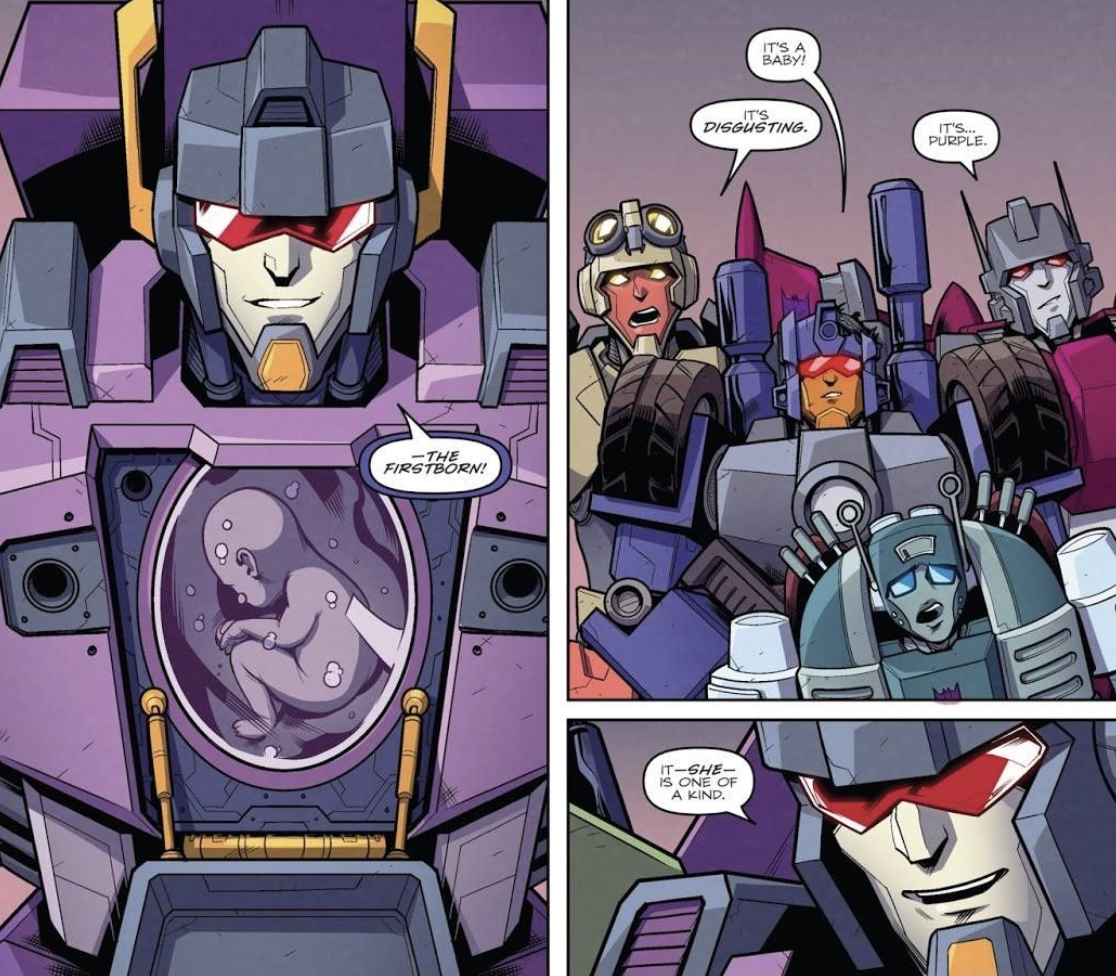 —THE
FIRSTBORN!
IT'S A
BABY!
IT'S
DISGUSTING.
IT'S...
PURPLE.
IT—SHE—
IS ONE OF
A KIND.